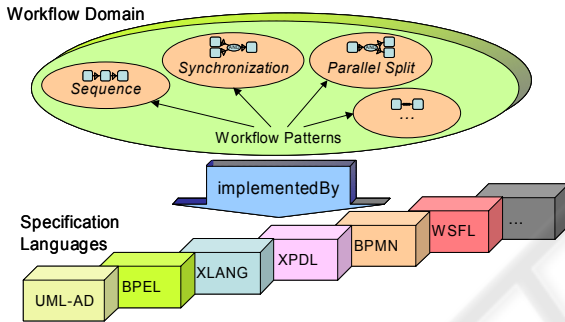 Workflow Domain
Synchronization
Parallel Split
Sequence
...
Workflow Patterns
implementedBy
Specification
Languages
UML-AD
BPEL
XLANG
XPDL
BPMN
WSFL
...